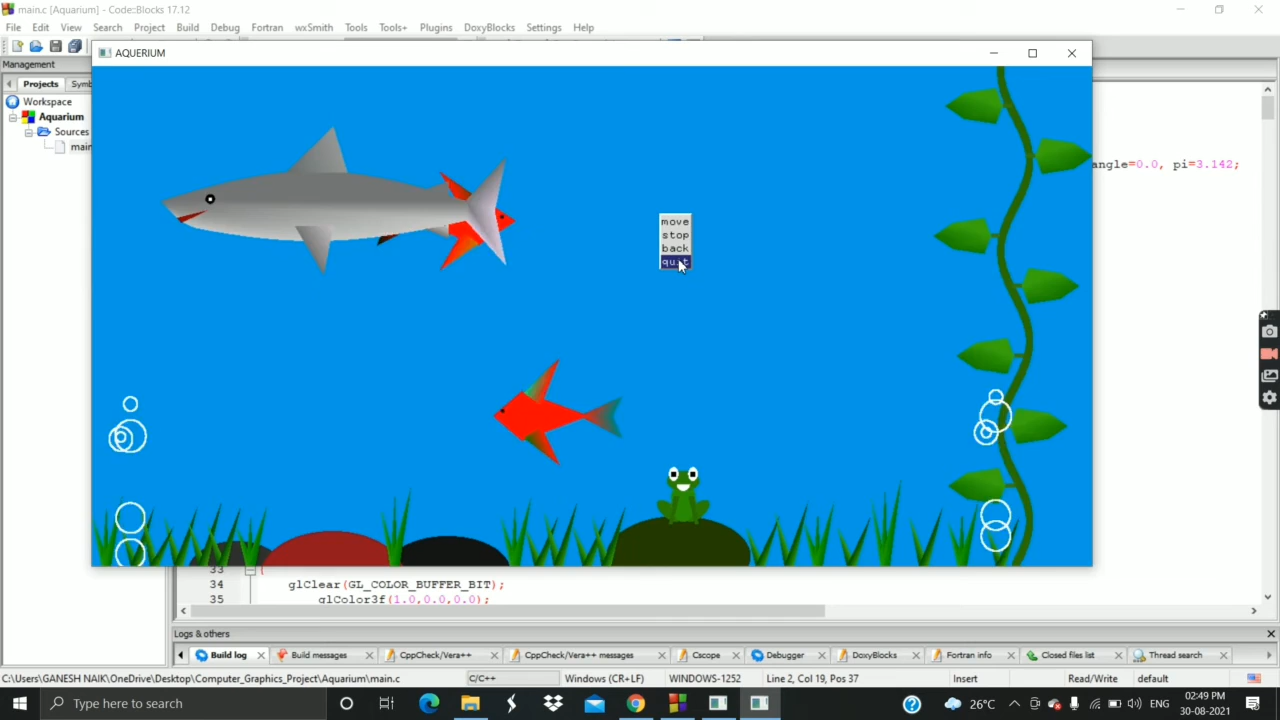 main.c [Aquarium] - Code::Blocks 17.12
File Edit View Search Project Build Debug Fortran wxSmith Tools Tools+ Plugins DoxyBlocks Settings Help
AQUERIUM
Management
Projects Symb
Workspace
Aquarium
Sources
main
angle=0.0, pi=3.142;
move
stop
back
quit
33 {
34 glClear(GL_COLOR_BUFFER_BIT);
35 glColor3f(1.0,0.0,0.0);
Logs & others
Build log Build messages CppCheck/Vera++ CppCheck/Vera++ messages Cscope Debugger DoxyBlocks Fortran info Closed files list Thread search
C:\Users\GANESH NAIK\OneDrive\Desktop\Computer_Graphics_Project\Aquarium\main.c C/C++ Windows (CR+LF) WINDOWS-1252 Line 2, Col 19, Pos 37 Insert Read/Write default
Type here to search 26°C ENG 02:49 PM
30-08-2021